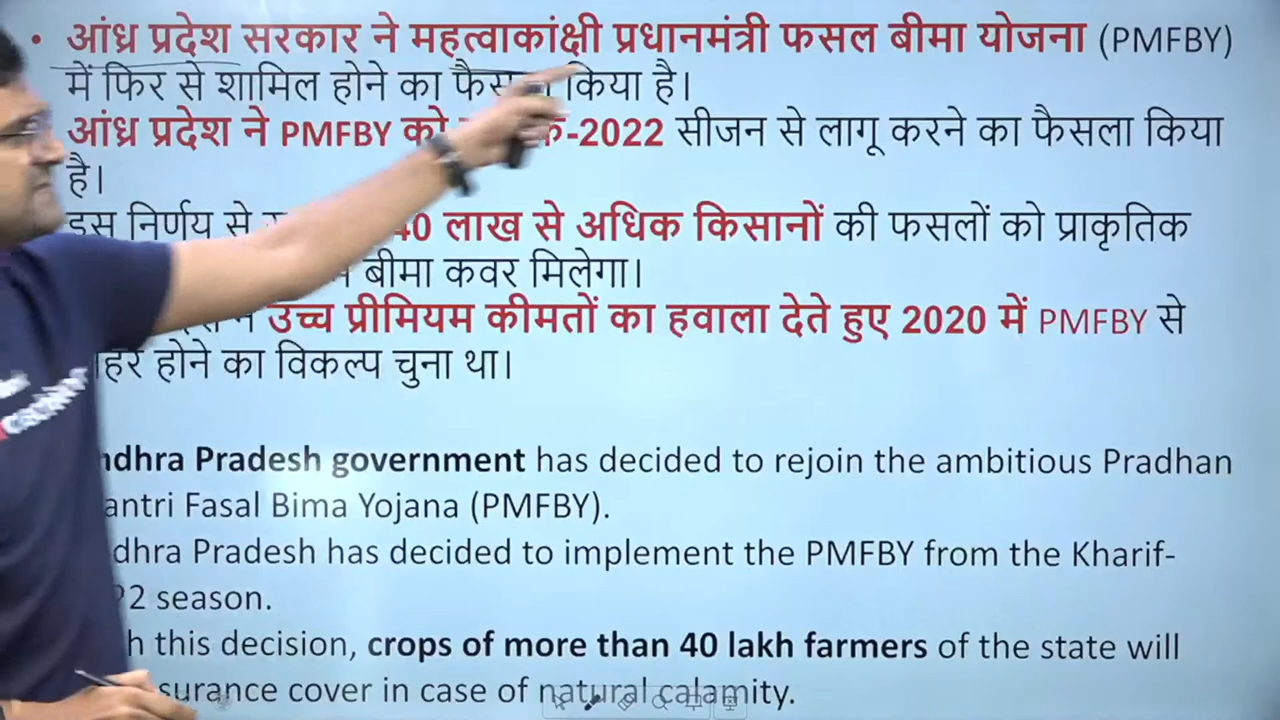 • आंध्र प्रदेश सरकार ने महत्वाकांक्षी प्रधानमंत्री फसल बीमा योजना (PMFBY)
में फिर से शामिल होने का किया है।
आंध्र प्रदेश ने PMFBY को -2022 सीजन से लागू करने का फैसला किया
है।
इस निर्णय से 40 लाख से अधिक किसानों की फसलों को प्राकृतिक
बीमा कवर मिलेगा।
उच्च प्रीमियम कीमतों का हवाला देते हुए 2020 में PMFBY से
होने का विकल्प चुना था।
ndhra Pradesh government has decided to rejoin the ambitious Pradhan
antri Fasal Bima Yojana (PMFBY).
dhra Pradesh has decided to implement the PMFBY from the Kharif-
2 season.
h this decision, crops of more than 40 lakh farmers of the state will
surance cover in case of natural calamity.